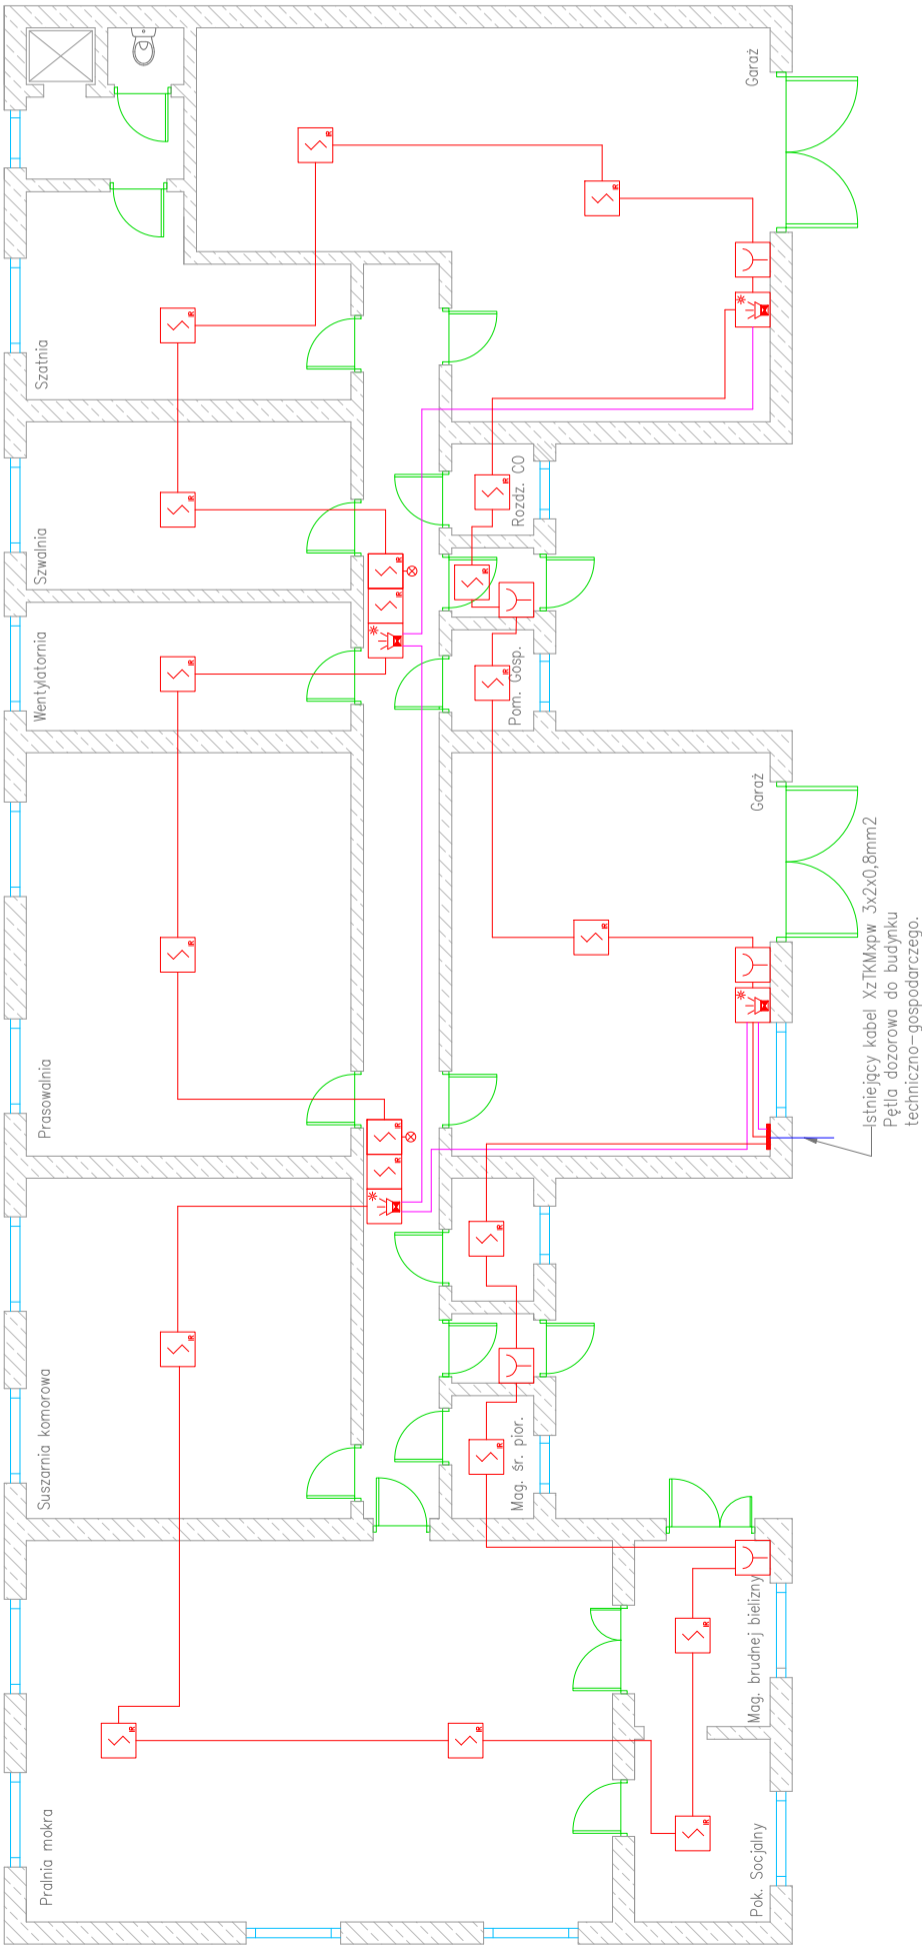 Garaż
Szatnia
Szwalnia
Rozdz. CO
Wentylatornia
Pom. Gosp.
Garaż
Prasowalnia
Istniejący kabel XzTKMxpw 3x2x0,8mm2
Pętla dozorowa do budynku
techniczno-gospodarczego.
Suszarnia komorowa
Mag. śr. pior.
Mag. brudnej bielizny
Pralnia mokra
Pok. Socjalny